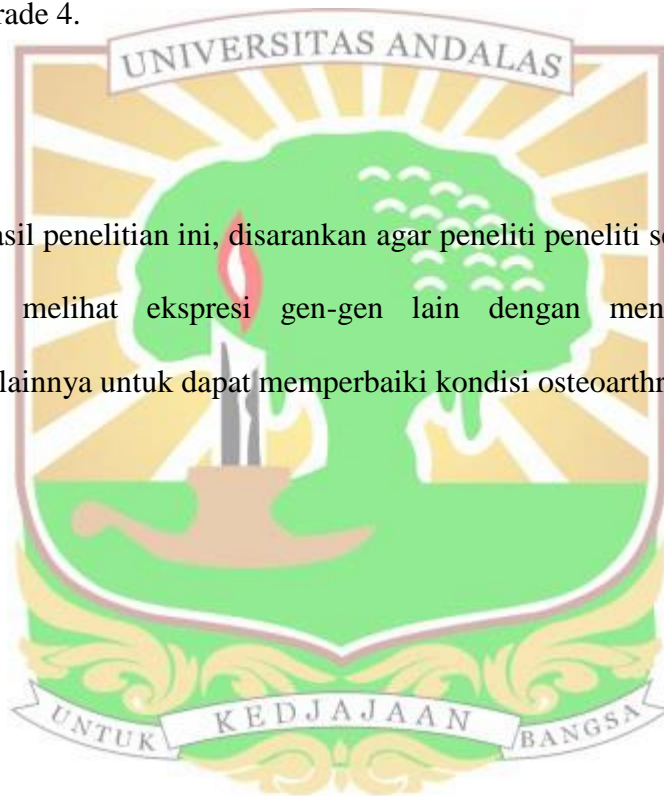 rade 4.
UNIVERSITAS ANDALAS
asil penelitian ini, disarankan agar peneliti peneliti s
melihat ekspresi gen-gen lain dengan men
lainnya untuk dapat memperbaiki kondisi osteoarthr
UNTUK KEDJAJAAN BANGSA